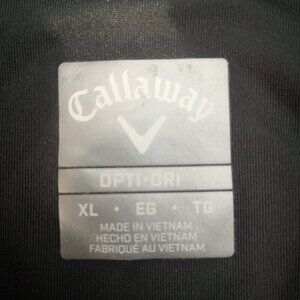 Callaway
OPTI-DRI
XL • EG • TG
MADE IN VIETNAM
HECHO EN VIETNAM
FABRIQUÉ AU VIETNAM